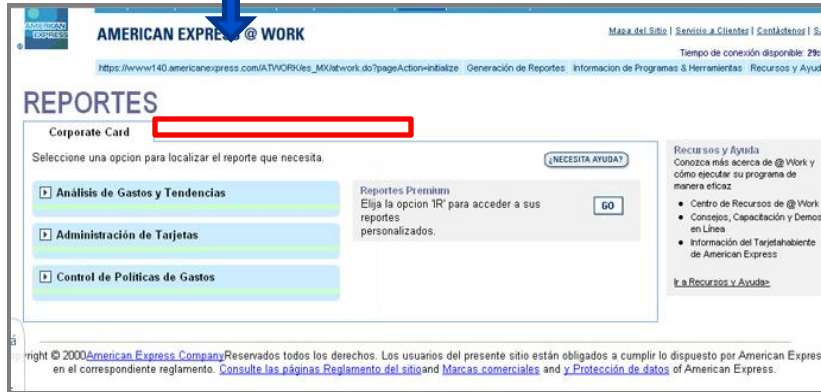 AMERICAN EXPRESS
AMERICAN EXPRESS @ WORK
Mapa del Sitio | Servicio a Clientes | Contáctenos |
Tiempo de conexión disponible: 29:
https://www140.americanexpress.com/ATWORK/es_MX/atwork.do?pageAction=initialize Generación de Reportes Informacion de Programas & Herramientas Recursos y Ayud
REPORTES
Corporate Card
Seleccione una opcion para localizar el reporte que necesita.
¿NECESITA AYUDA?
Análisis de Gastos y Tendencias
Administración de Tarjetas
Control de Políticas de Gastos
Reportes Premium
Elija la opcion 'IR' para acceder a sus
reportes
personalizados.
GO
Recursos y Ayuda
Conozca más acerca de @ Work y
cómo ejecutar su programa de
manera eficaz
Centro de Recursos de @ Work
Consejos, Capacitación y Demos
en Línea
Información del Tarjetahabiente
de American Express
Ir a Recursos y Ayuda>
right © 2000American Express CompanyReservados todos los derechos. Los usuarios del presente sitio están obligados a cumplir lo dispuesto por American Expres
en el correspondiente reglamento. Consulte las páginas Reglamento del sitioand Marcas comerciales and y Protección de datos of American Express.